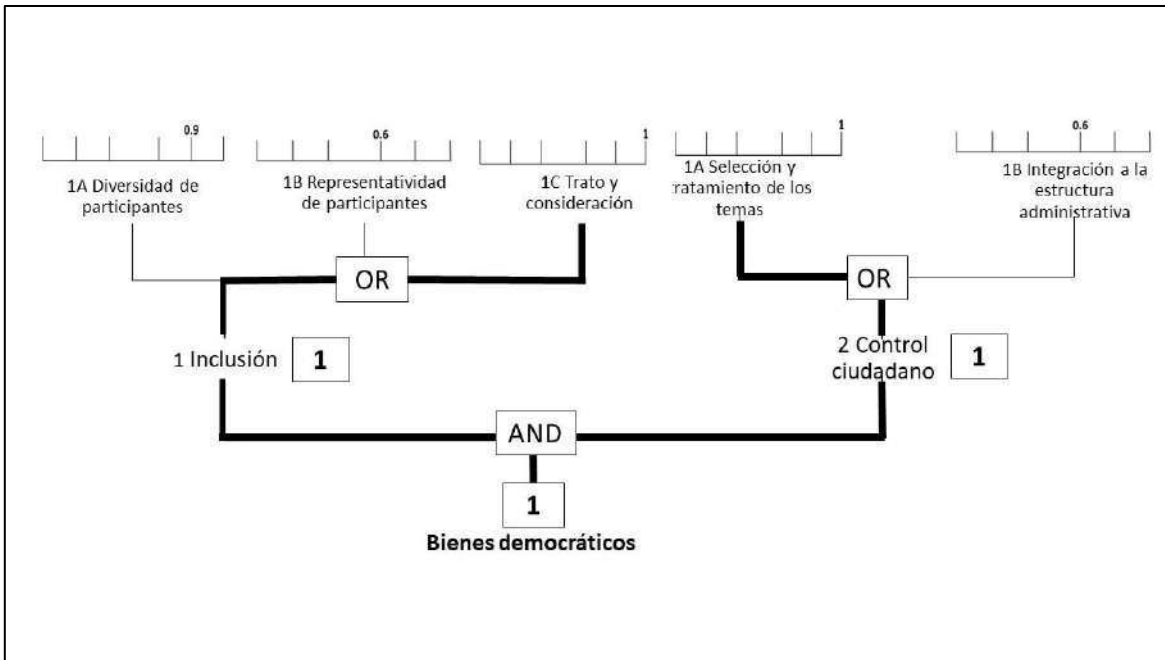 0.9
1A Diversidad de
participantes
0.6
1B Representatividad
de participantes
1
1C Trato y
consideración
1
1A Selección y
tratamiento de los
temas
0.6
1B Integración a la
estructura
administrativa
OR
OR
1 Inclusión
1
2 Control
ciudadano
1
AND
1
Bienes democráticos